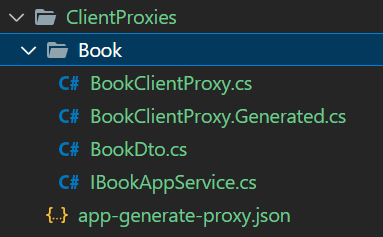 ClientProxies
Book
C# BookClientProxy.cs
C# BookClientProxy.Generated.cs
C# BookDto.cs
C# IBookAppService.cs
{..} app-generate-proxy.json